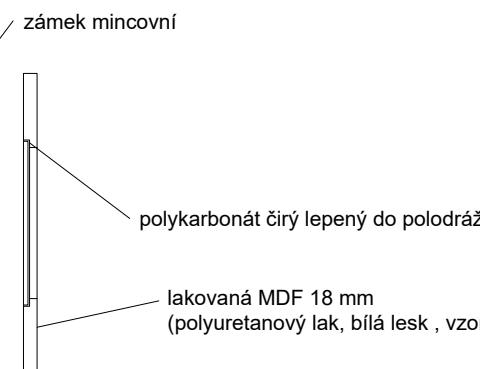 zámek mincovní
polykarbonát čirý lepený do polodráž
lakovaná MDF 18 mm
(polyuretanový lak, bílá lesk , vzor